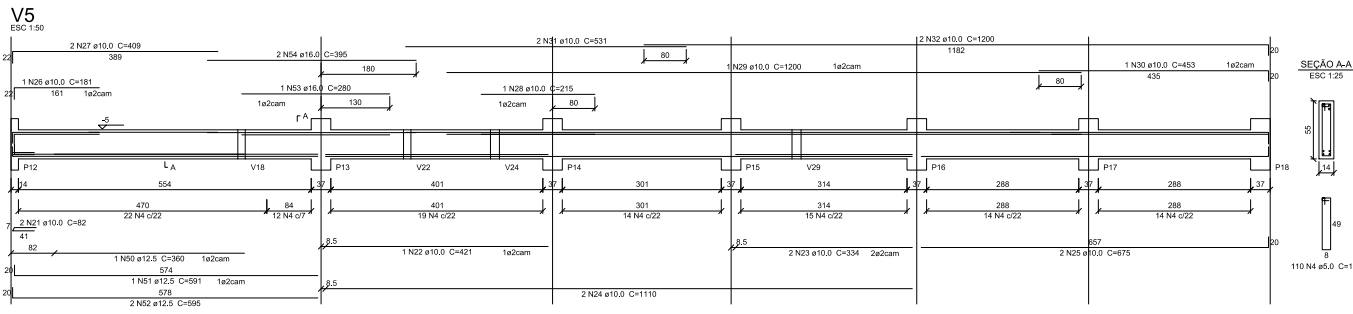 V5
ESC 1:50
2 N27 ø10.0 C=409
389
22
2 N54 ø16.0 C=395
180
2 N31 ø10.0 C=531
80
2 N32 ø10.0 C=1200
1182
20
1 N26 ø10.0 C=181
161 1ø2cam
22
1 N53 ø16.0 C=280
1ø2cam
130
1 N29 ø10.0 C=1200 1ø2cam
1 N28 ø10.0 C=215
1ø2cam
80
80
1 N30 ø10.0 C=453 1ø2cam
435
20
SEÇÃO A-A
ESC 1:25
55
14
-5
A
A
P12
V18
P13
V22
V24
P14
P15
V29
P16
P17
P18
14
554
37
401
37
301
37
314
37
288
37
288
37
470
22 N4 c/22
84
12 N4 c/7
401
19 N4 c/22
301
14 N4 c/22
314
15 N4 c/22
288
14 N4 c/22
288
14 N4 c/22
7
2 N21 ø10.0 C=82
41
82
1 N50 ø12.5 C=360 1ø2cam
8.5
1 N22 ø10.0 C=421 1ø2cam
8.5
2 N23 ø10.0 C=334 2ø2cam
657
2 N25 ø10.0 C=675
20
49
8
110 N4 ø5.0 C=1
20
574
1 N51 ø12.5 C=591 1ø2cam
20
578
2 N52 ø12.5 C=595
8.5
2 N24 ø10.0 C=1110